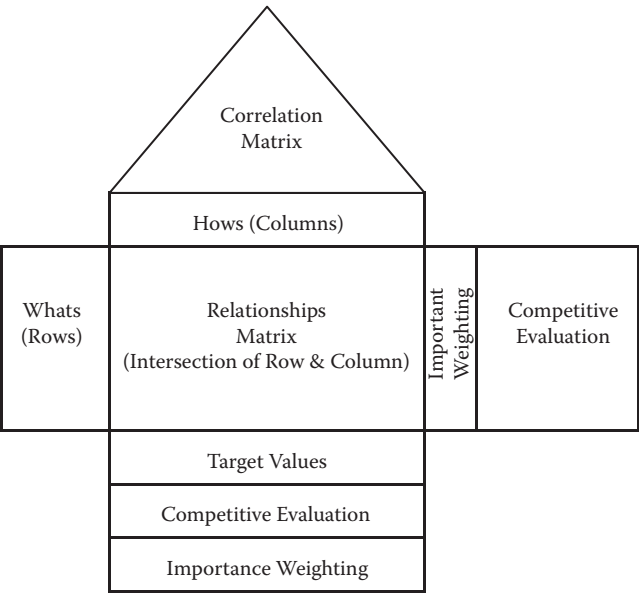 Correlation
Matrix
Hows (Columns)
Whats
(Rows)
Relationships
Matrix
(Intersection of Row & Column)
Important
Weighting
Competitive
Evaluation
Target Values
Competitive Evaluation
Importance Weighting